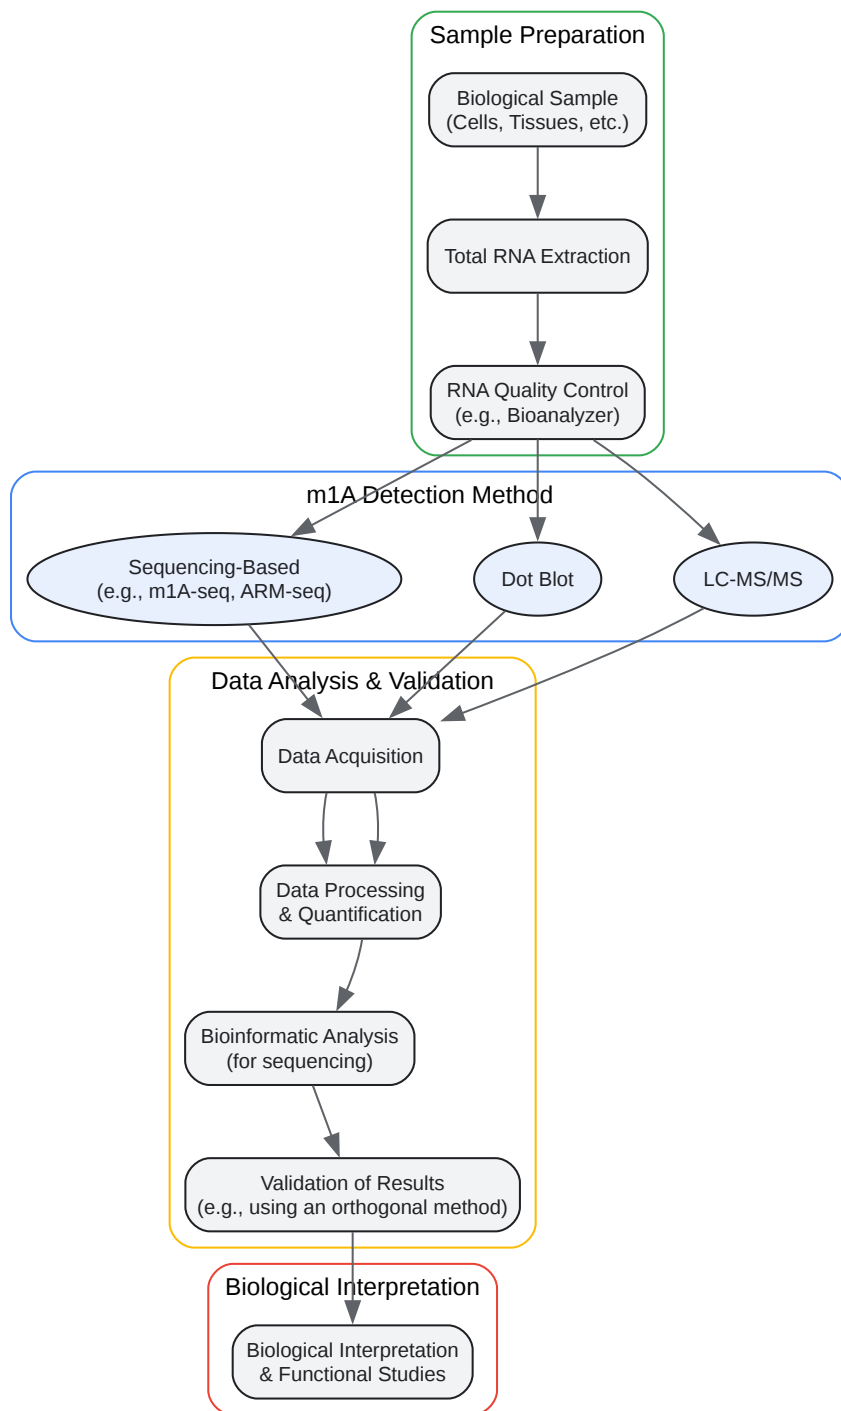 Sample Preparation
Biological Sample
(Cells, Tissues, etc.)
Total RNA Extraction
RNA Quality Control
(e.g., Bioanalyzer)
m1A Detection Method
Sequencing-Based
(e.g., m1A-seq, ARM-seq)
Dot Blot
LC-MS/MS
Data Analysis & Validation
Data Acquisition
Data Processing
& Quantification
Bioinformatic Analysis
(for sequencing)
Validation of Results
(e.g., using an orthogonal method)
Biological Interpretation
Biological Interpretation
& Functional Studies